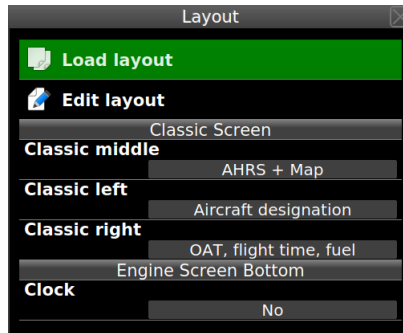 Layout
Load layout
Edit layout
Classic Screen
Classic middle
AHRS + Map
Classic left
Aircraft designation
Classic right
OAT, flight time, fuel
Engine Screen Bottom
Clock
No